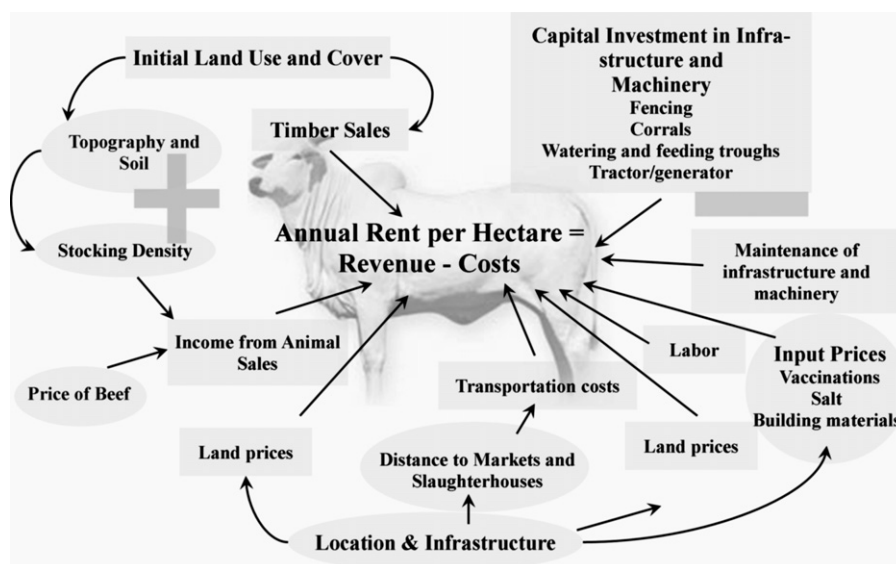 Initial Land Use and Cover
Capital Investment in Infra-
structure and
Machinery
Fencing
Corrals
Watering and feeding troughs
Tractor/generator
Timber Sales
Topography and
Soil
Annual Rent per Hectare =
Revenue - Costs
Stocking Density
Maintenance of
infrastructure and
machinery
Income from Animal
Sales
Labor
Input Prices
Vaccinations
Salt
Building materials
Price of Beef
Transportation costs
Land prices
Distance to Markets and
Slaughterhouses
Land prices
Location & Infrastructure